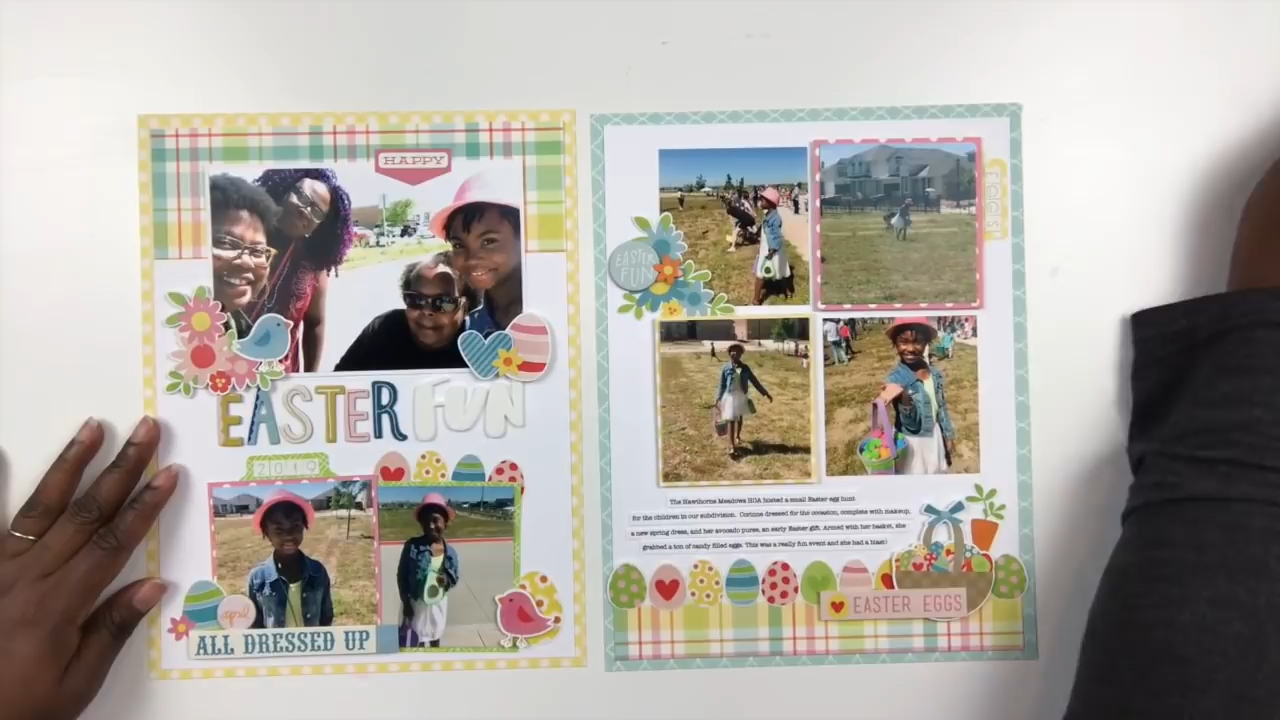 HAPPY
EASTER FUN
2019
april
ALL DRESSED UP
EASTER
FUN
EGGS!
The Hawthorne Meadows HOA hosted a small Easter egg hunt
for the children in our subdivision. Corinne dressed for the occasion, complete with makeup,
a new spring dress, and her avocado purse, an early Easter gift. Armed with her basket, she
grabbed a ton of candy filled eggs. This was a really fun event and she had a blast!
EASTER EGGS